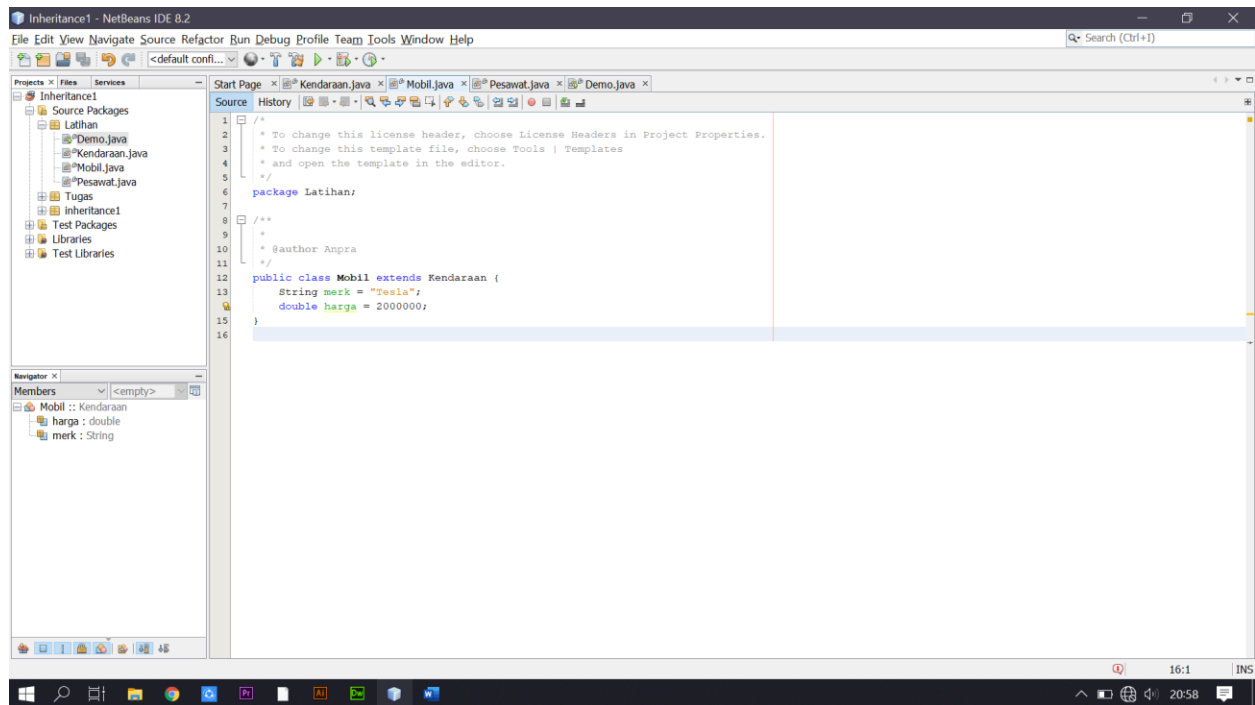 Inheritance1 - NetBeans IDE 8.2
File Edit View Navigate Source Refactor Run Debug Profile Team Tools Window Help
Search (Ctrl+I)
<default confi...
Projects Files Services
Start Page Kendaraan.java Mobil.java Pesawat.java Demo.java
Source History
Inheritance1
Source Packages
Latihan
Demo.java
Kendaraan.java
Mobil.java
Pesawat.java
Tugas
inheritance1
Test Packages
Libraries
Test Libraries
1 /*
2 * To change this license header, choose License Headers in Project Properties.
3 * To change this template file, choose Tools | Templates
4 * and open the template in the editor.
5 */
6 package Latihan;
7
8 /**
9 *
10 * @author Anpra
11 */
12 public class Mobil extends Kendaraan {
13 String merk = "Tesla";
double harga = 2000000;
15 }
16
Navigator
Members <empty>
Mobil :: Kendaraan
harga : double
merk : String
16:1 INS
Pr Ai Dw W
20:58